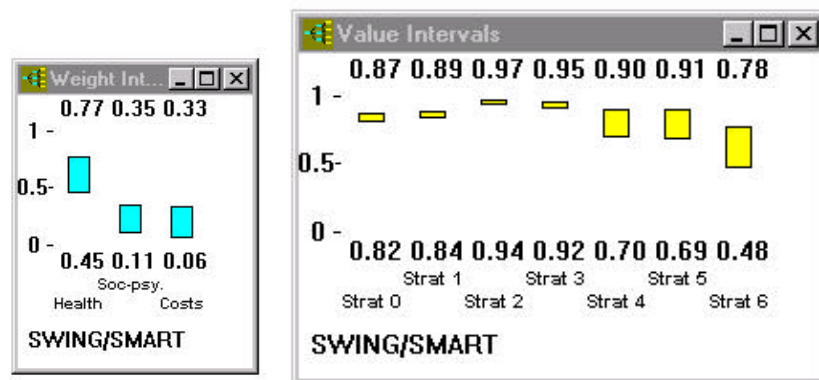 Weight Int...
0.77 0.35 0.33
1 -
0.5-
0 -
0.45 0.11 0.06
Soc-psy.
Health Costs
SWING/SMART
Value Intervals
0.87 0.89 0.97 0.95 0.90 0.91 0.78
1 -
0.5-
0 -
0.82 0.84 0.94 0.92 0.70 0.69 0.48
Strat 1 Strat 3 Strat 5
Strat 0 Strat 2 Strat 4 Strat 6
SWING/SMART